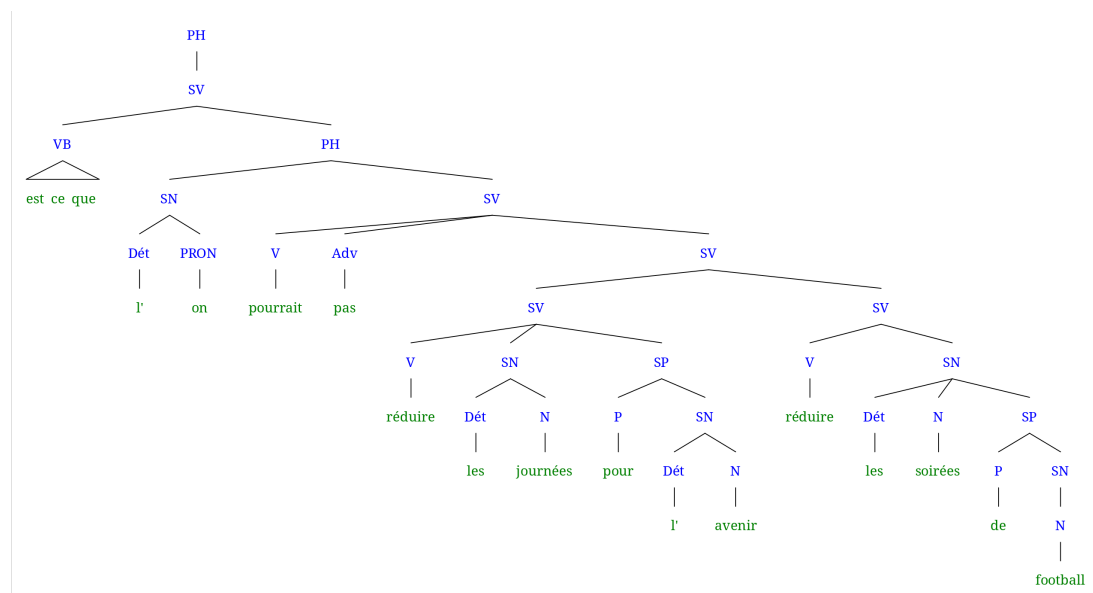 PH
SV
VB PH
est ce que SN SV
Dét PRON V Adv SV
l' on pourrait pas SV SV
V SN SP V SN
réduire Dét N P SN réduire Dét N SP
les journées pour Dét N les soirées P SN
l' avenir de N
football